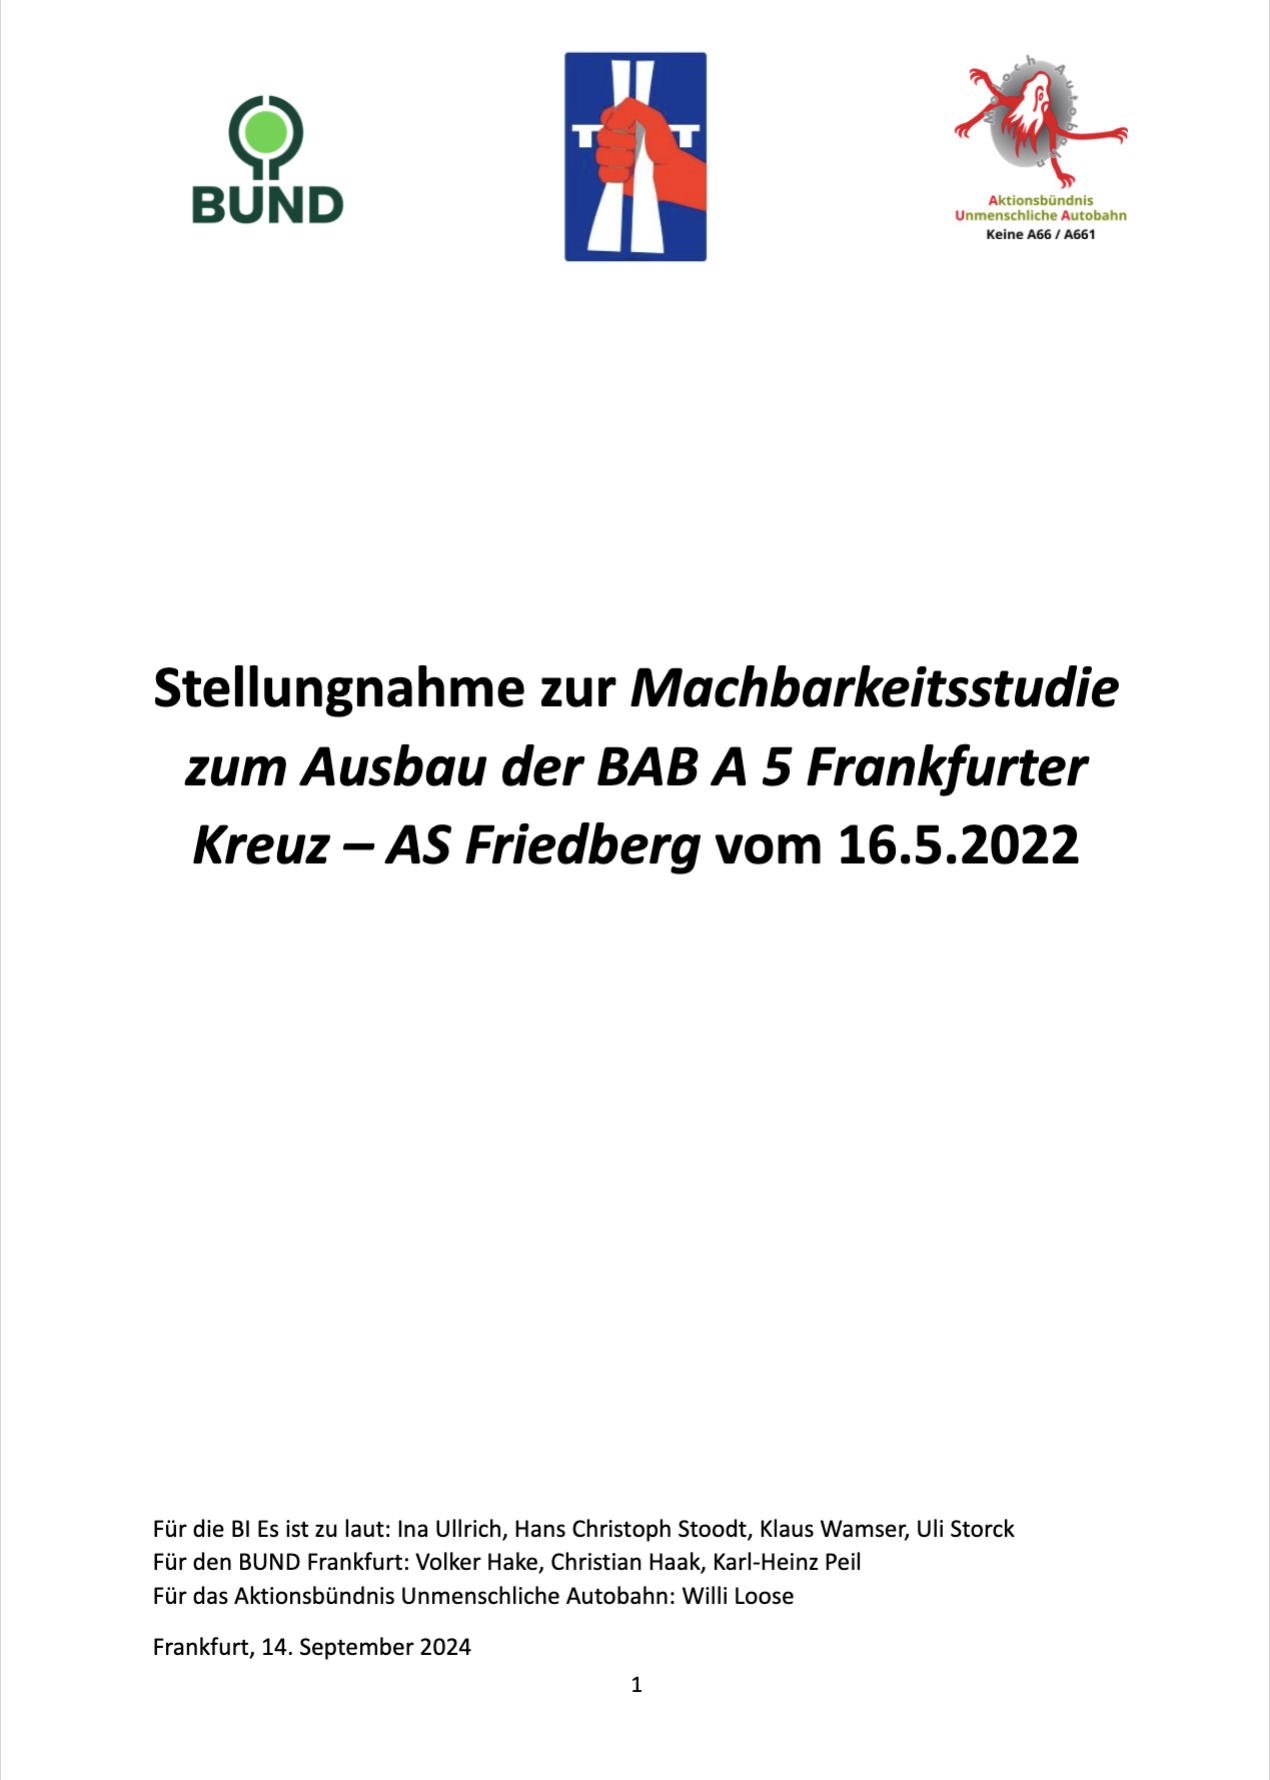 BUND
Moloch Autobahn
Aktionsbündnis
Unmenschliche Autobahn
Keine A66 / A661
Stellungnahme zur Machbarkeitsstudie
zum Ausbau der BAB A 5 Frankfurter
Kreuz – AS Friedberg vom 16.5.2022
Für die BI Es ist zu laut: Ina Ullrich, Hans Christoph Stoodt, Klaus Wamser, Uli Storck
Für den BUND Frankfurt: Volker Hake, Christian Haak, Karl-Heinz Peil
Für das Aktionsbündnis Unmenschliche Autobahn: Willi Loose
Frankfurt, 14. September 2024
1